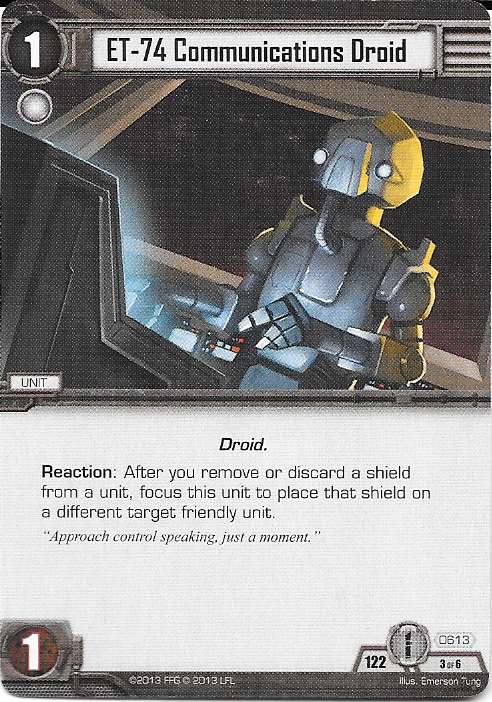 1
ET-74 Communications Droid
UNIT
Droid.
Reaction: After you remove or discard a shield
from a unit, focus this unit to place that shield on
a different target friendly unit.
“Approach control speaking, just a moment.”
1
0613
122
3 OF 6
©2013 FFG © 2013 LFL
Illus. Emerson Tung